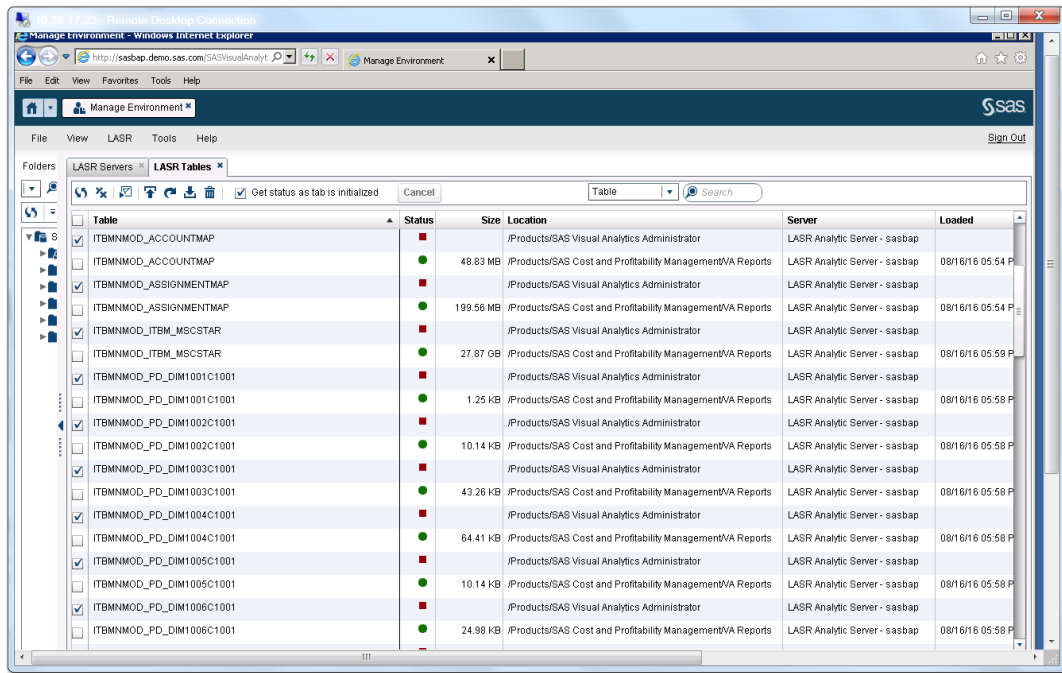 10.38.17.23 - Remote Desktop Connection
Manage Environment - Windows Internet Explorer
http://sasbap.demo.sas.com/SASVisualAnalyt
Manage Environment
File Edit View Favorites Tools Help
Manage Environment
sas
File View LASR Tools Help
Sign Out
Folders
LASR Servers LASR Tables
Get status as tab is initialized Cancel Table Search
Table Status Size Location Server Loaded
S
ITBMNMOD_ACCOUNTMAP /Products/SAS Visual Analytics Administrator LASR Analytic Server - sasbap
ITBMNMOD_ACCOUNTMAP 48.83 MB /Products/SAS Cost and Profitability Management/VA Reports LASR Analytic Server - sasbap 08/16/16 05:54 P
ITBMNMOD_ASSIGNMENTMAP /Products/SAS Visual Analytics Administrator LASR Analytic Server - sasbap
ITBMNMOD_ASSIGNMENTMAP 199.56 MB /Products/SAS Cost and Profitability Management/VA Reports LASR Analytic Server - sasbap 08/16/16 05:54 P
ITBMNMOD_ITBM_MSCSTAR /Products/SAS Visual Analytics Administrator LASR Analytic Server - sasbap
ITBMNMOD_ITBM_MSCSTAR 27.87 GB /Products/SAS Cost and Profitability Management/VA Reports LASR Analytic Server - sasbap 08/16/16 05:59 P
ITBMNMOD_PD_DIM1001C1001 /Products/SAS Visual Analytics Administrator LASR Analytic Server - sasbap
ITBMNMOD_PD_DIM1001C1001 1.25 KB /Products/SAS Cost and Profitability Management/VA Reports LASR Analytic Server - sasbap 08/16/16 05:58 P
ITBMNMOD_PD_DIM1002C1001 /Products/SAS Visual Analytics Administrator LASR Analytic Server - sasbap
ITBMNMOD_PD_DIM1002C1001 10.14 KB /Products/SAS Cost and Profitability Management/VA Reports LASR Analytic Server - sasbap 08/16/16 05:58 P
ITBMNMOD_PD_DIM1003C1001 /Products/SAS Visual Analytics Administrator LASR Analytic Server - sasbap
ITBMNMOD_PD_DIM1003C1001 43.26 KB /Products/SAS Cost and Profitability Management/VA Reports LASR Analytic Server - sasbap 08/16/16 05:58 P
ITBMNMOD_PD_DIM1004C1001 /Products/SAS Visual Analytics Administrator LASR Analytic Server - sasbap
ITBMNMOD_PD_DIM1004C1001 64.41 KB /Products/SAS Cost and Profitability Management/VA Reports LASR Analytic Server - sasbap 08/16/16 05:58 P
ITBMNMOD_PD_DIM1005C1001 /Products/SAS Visual Analytics Administrator LASR Analytic Server - sasbap
ITBMNMOD_PD_DIM1005C1001 10.14 KB /Products/SAS Cost and Profitability Management/VA Reports LASR Analytic Server - sasbap 08/16/16 05:58 P
ITBMNMOD_PD_DIM1006C1001 /Products/SAS Visual Analytics Administrator LASR Analytic Server - sasbap
ITBMNMOD_PD_DIM1006C1001 24.98 KB /Products/SAS Cost and Profitability Management/VA Reports LASR Analytic Server - sasbap 08/16/16 05:58 P